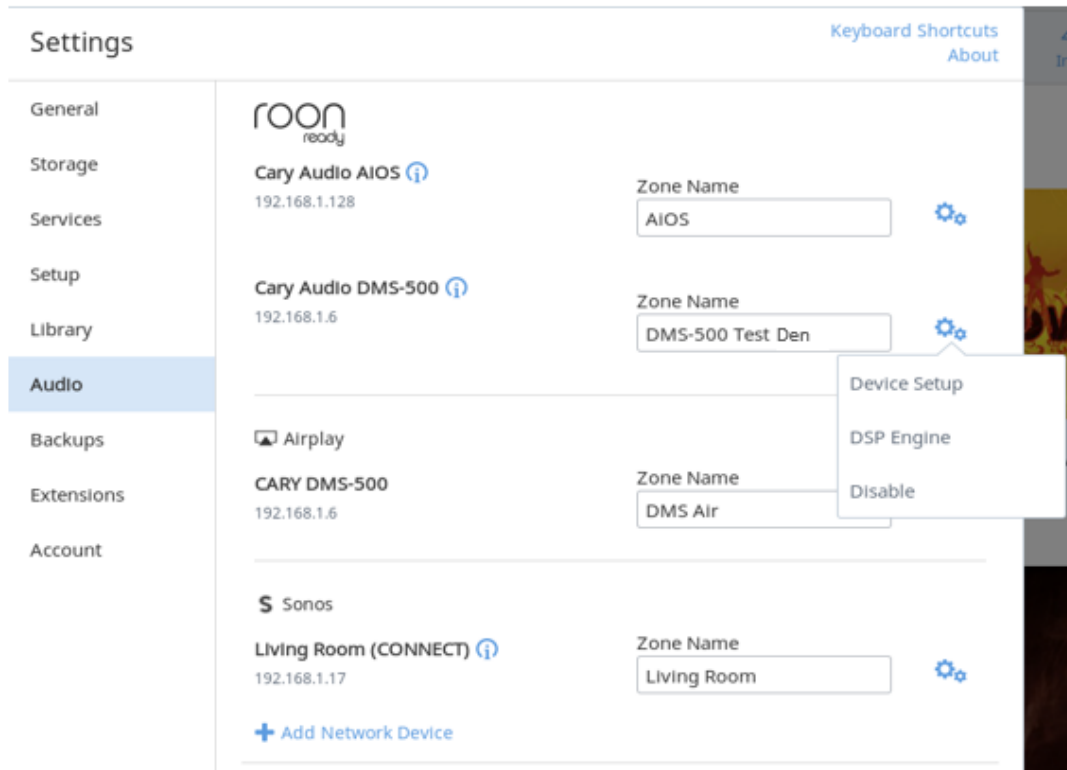 Settings
Keyboard Shortcuts
About
General
Storage
Services
Setup
Library
Audio
Backups
Extensions
Account
roon
ready
Cary Audio AIOS
192.168.1.128
Zone Name
AIOS
Cary Audio DMS-500
192.168.1.6
Zone Name
DMS-500 Test Den
Device Setup
DSP Engine
Disable
Airplay
CARY DMS-500
192.168.1.6
Zone Name
DMS Air
S Sonos
Living Room (CONNECT)
192.168.1.17
Zone Name
Living Room
+ Add Network Device